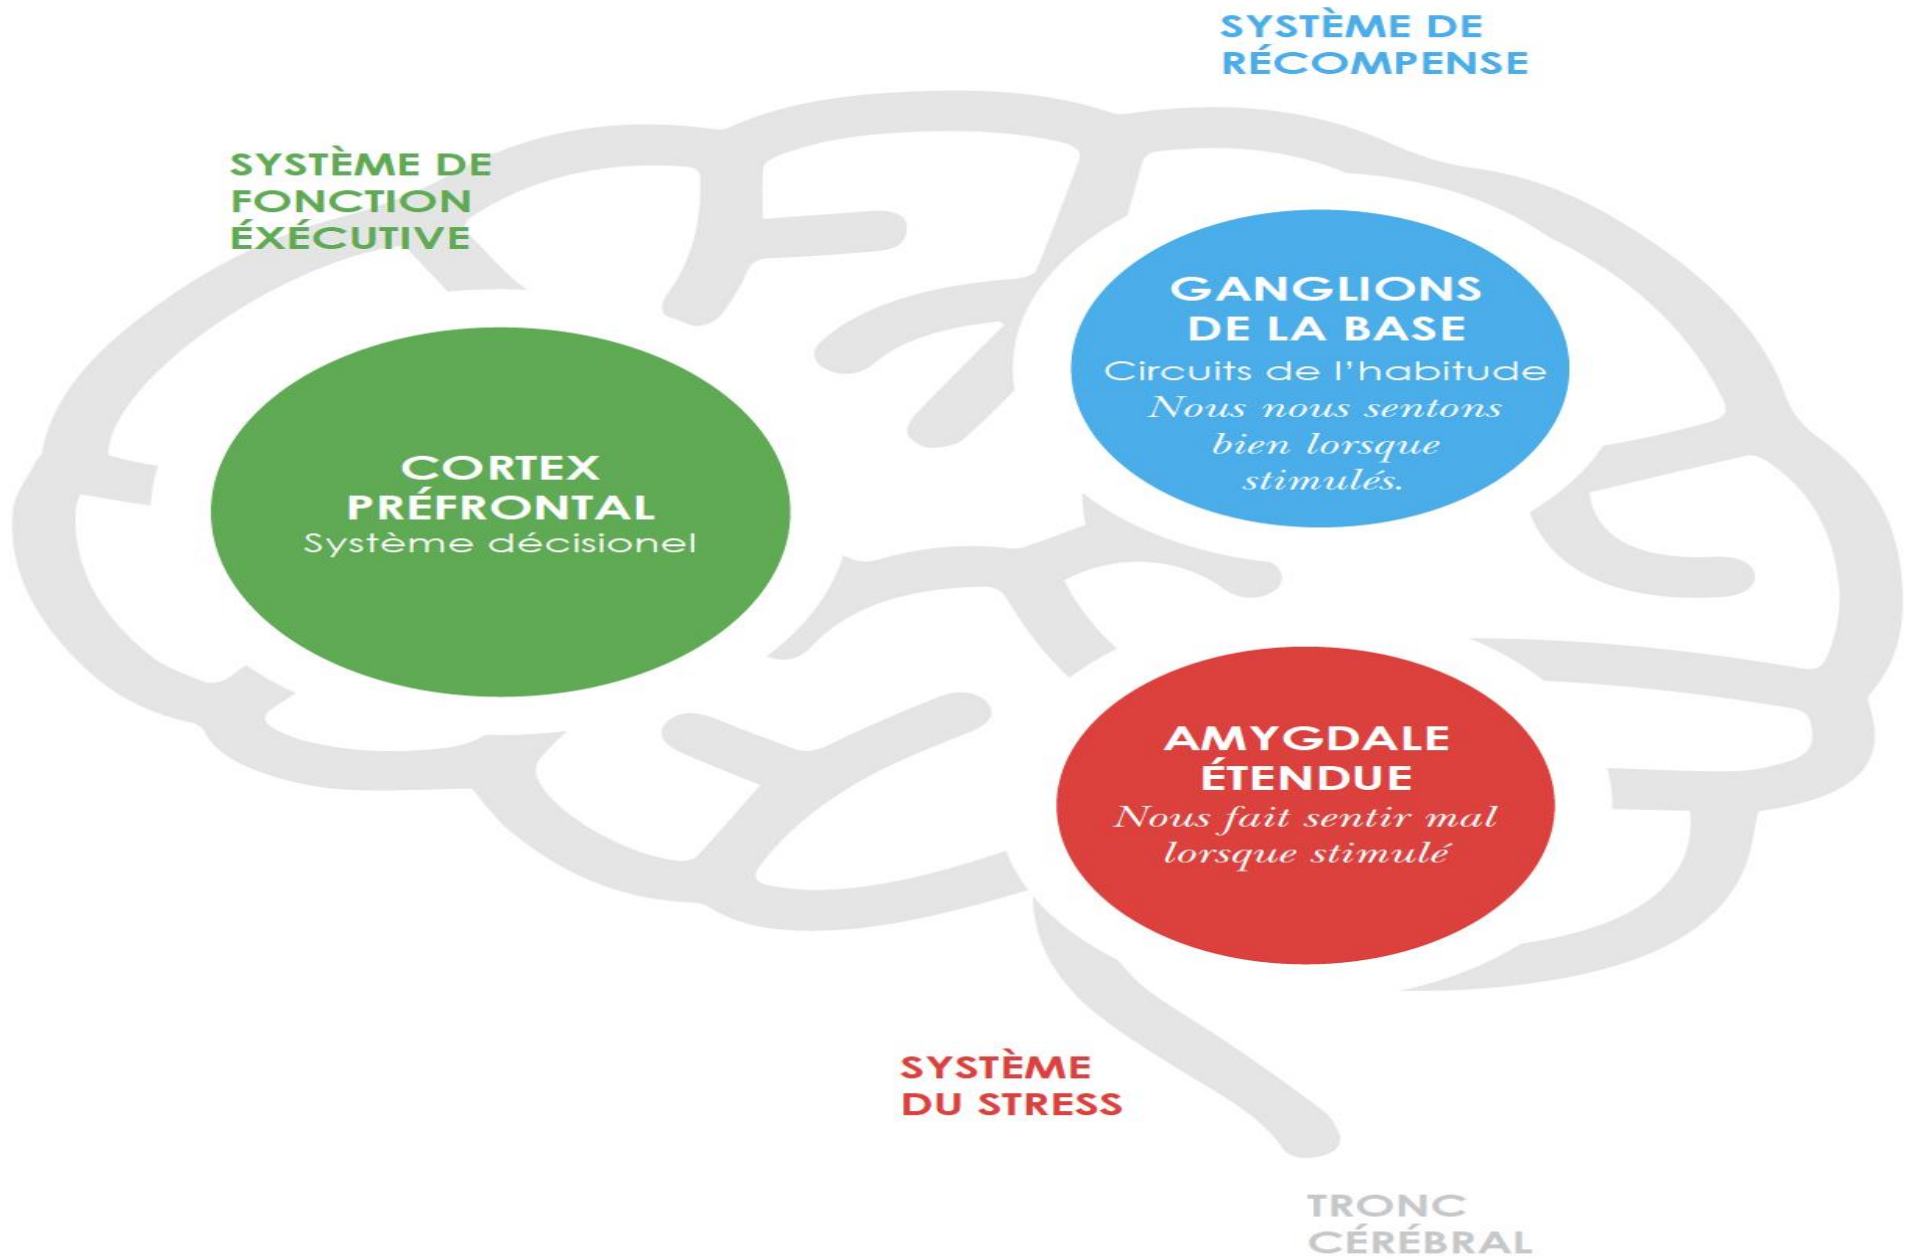 SYSTÈME DE
RÉCOMPENSE
SYSTÈME DE
FONCTION
ÉXÉCUTIVE
GANGLIONS
DE LA BASE
Circuits de l’habitude
Nous nous sentons
bien lorsque
stimulés.
CORTEX
PRÉFRONTAL
Système décisionel
AMYGDALE
ÉTENDUE
Nous fait sentir mal
lorsque stimulé
SYSTÈME
DU STRESS
TRONC
CÉRÉBRAL